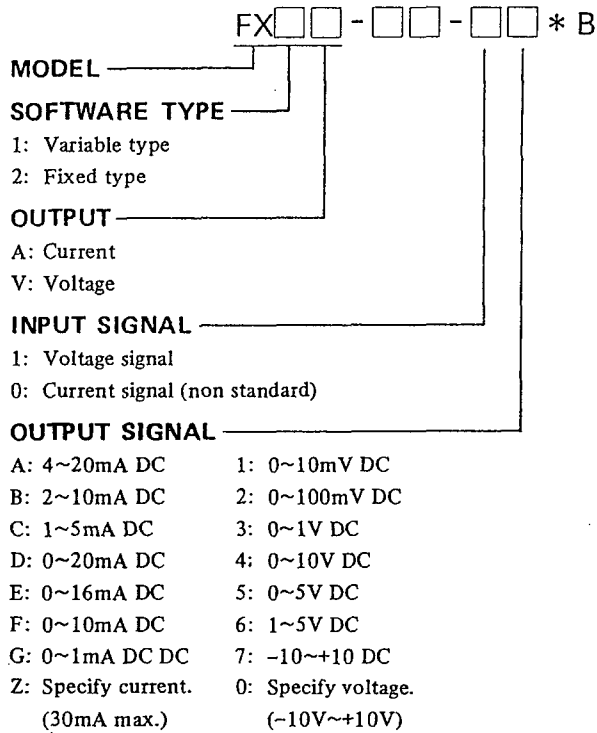 FX□□-□□-□□*B
MODEL
SOFTWARE TYPE
1: Variable type
2: Fixed type
OUTPUT
A: Current
V: Voltage
INPUT SIGNAL
1: Voltage signal
0: Current signal (non standard)
OUTPUT SIGNAL
A: 4~20mA DC 1: 0~10mV DC
B: 2~10mA DC 2: 0~100mV DC
C: 1~5mA DC 3: 0~1V DC
D: 0~20mA DC 4: 0~10V DC
E: 0~16mA DC 5: 0~5V DC
F: 0~10mA DC 6: 1~5V DC
G: 0~1mA DC DC 7: -10~+10 DC
Z: Specify current. 0: Specify voltage.
(30mA max.) (-10V~+10V)